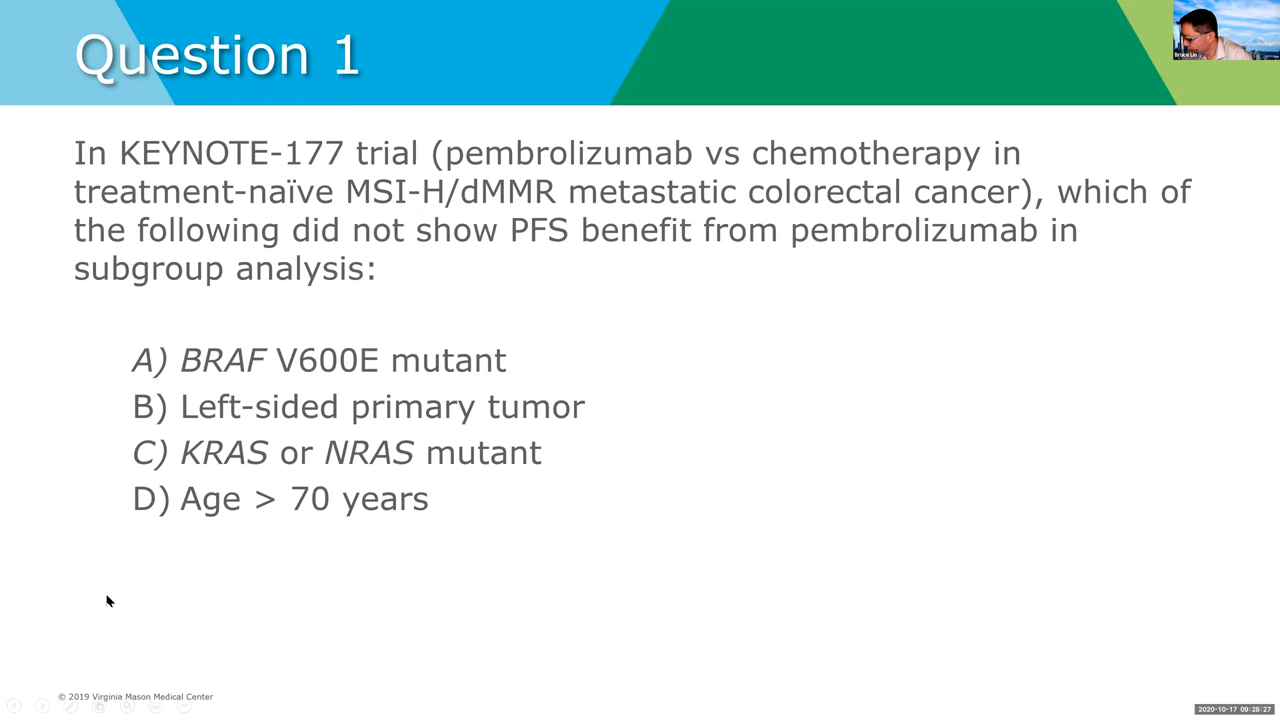 Question 1
Bruce Lin
In KEYNOTE-177 trial (pembrolizumab vs chemotherapy in
treatment-naïve MSI-H/dMMR metastatic colorectal cancer), which of
the following did not show PFS benefit from pembrolizumab in
subgroup analysis:
A) BRAF V600E mutant
B) Left-sided primary tumor
C) KRAS or NRAS mutant
D) Age > 70 years
© 2019 Virginia Mason Medical Center
2020-10-17 09:28:27